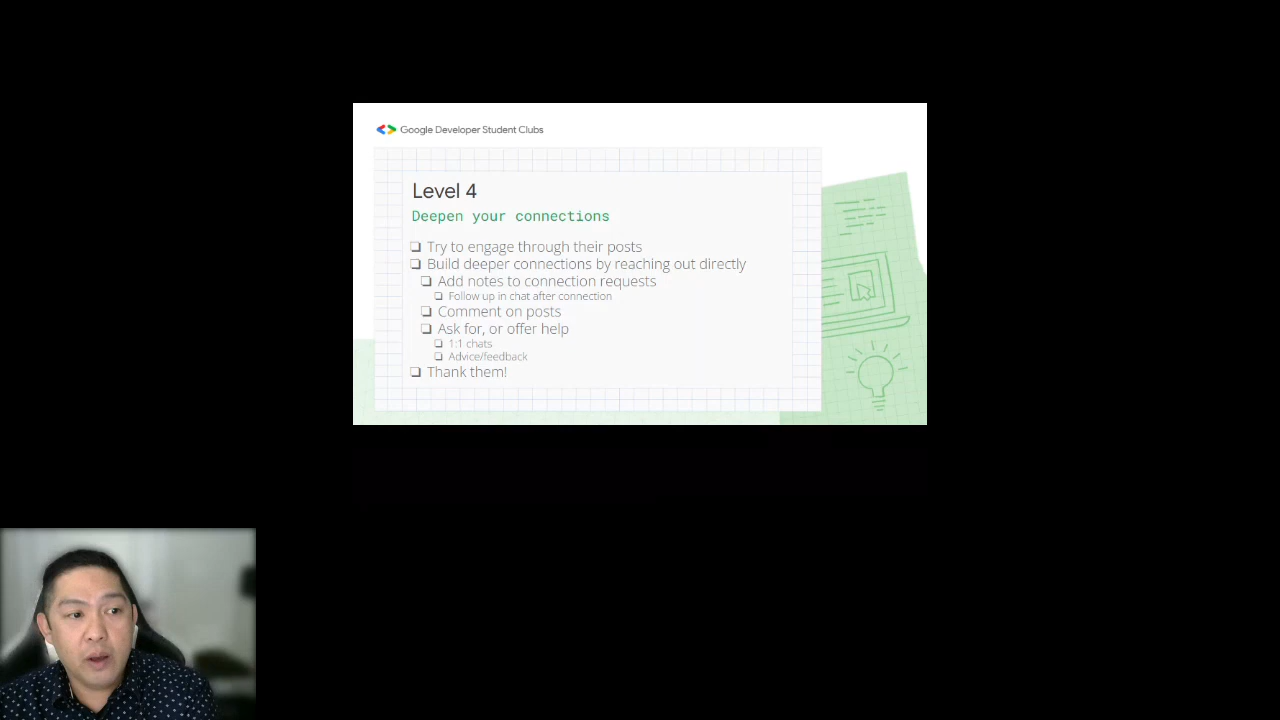 Google Developer Student Clubs
Level 4
Deepen your connections
❏ Try to engage through their posts
❏ Build deeper connections by reaching out directly
❏ Add notes to connection requests
❏ Follow up in chat after connection
❏ Comment on posts
❏ Ask for, or offer help
❏ 1:1 chats
❏ Advice/feedback
❏ Thank them!